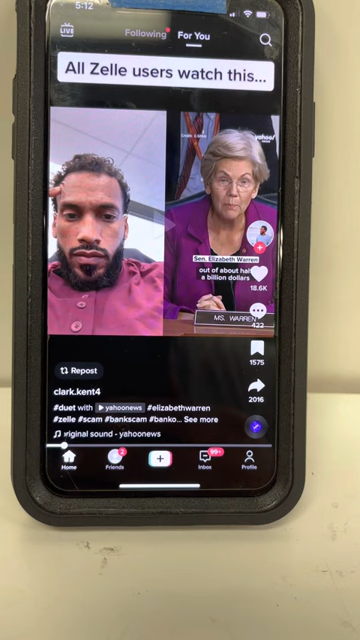 5:12
LIVE
Following
For You
All Zelle users watch this...
yahoo!
Sen. Elizabeth Warren
out of about half
a billion dollars
MS. WARREN
18.6K
422
1575
2016
Repost
clark.kent4
#duet with yahoonews #elizabethwarren
#zelle #scam #bankscam #banko... See more
original sound - yahoonews
2
99+
Home
Friends
Inbox
Profile